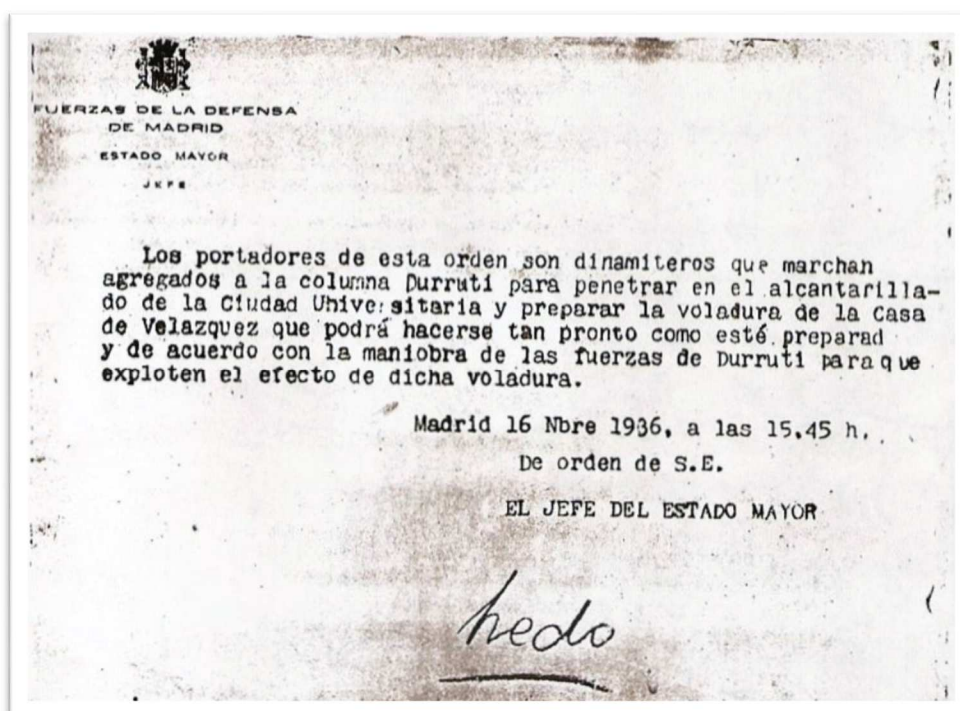 FUERZAS DE LA DEFENSA
DE MADRID
ESTADO MAYOR
JEFE
Los portadores de esta orden son dinamiteros que marchan
agregados a la columna Durruti para penetrar en el alcantarilla-
do de la Ciudad Uhive sitaria y preparar la voladura de la Casa
de Velazquez que podrá hacerse tan pronto como esté preparad
y de acuerdo con la maniobra de las fuerzas de Durruti para que
exploten el efecto de dicha voladura.
Madrid 16 Nbre 1936, a las 15,45 h.
De orden de S.E.
EL JEFE DEL ESTADO MAYOR
hedo